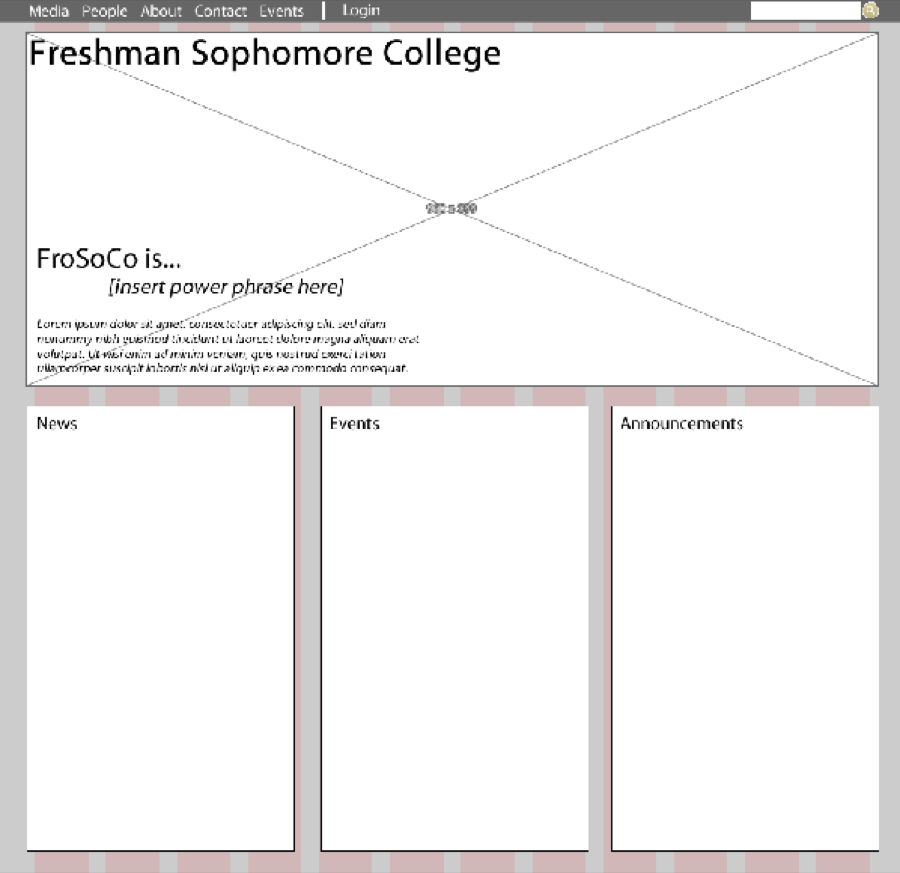 Media People About Contact Events | Login
Freshman Sophomore College
FroSoCo is...
[insert power phrase here]
Lorem ipsum dolor sit amet, consectetuer adipiscing elit, sed diam
nonummy nibh euismod tincidunt ut laoreet dolore magna aliquam erat
volutpat. Ut wisi enim ad minim veniam, quis nostrud exerci tation
ullamcorper suscipit lobortis nisl ut aliquip ex ea commodo consequat.
News
Events
Announcements